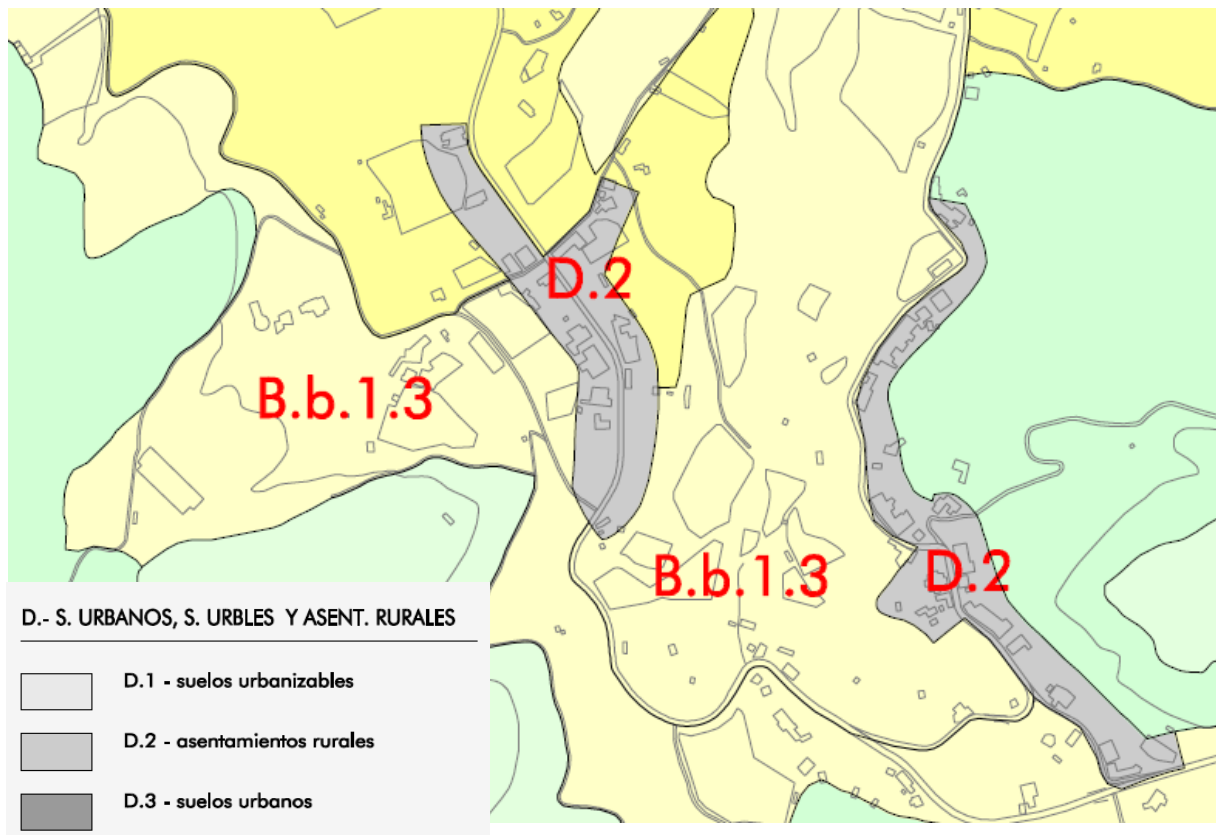 D.2
B.b.1.3
B.b.1.3
D.2
D.- S. URBANOS, S. URBLES Y ASENT. RURALES
D.1 - suelos urbanizables
D.2 - asentamientos rurales
D.3 - suelos urbanos